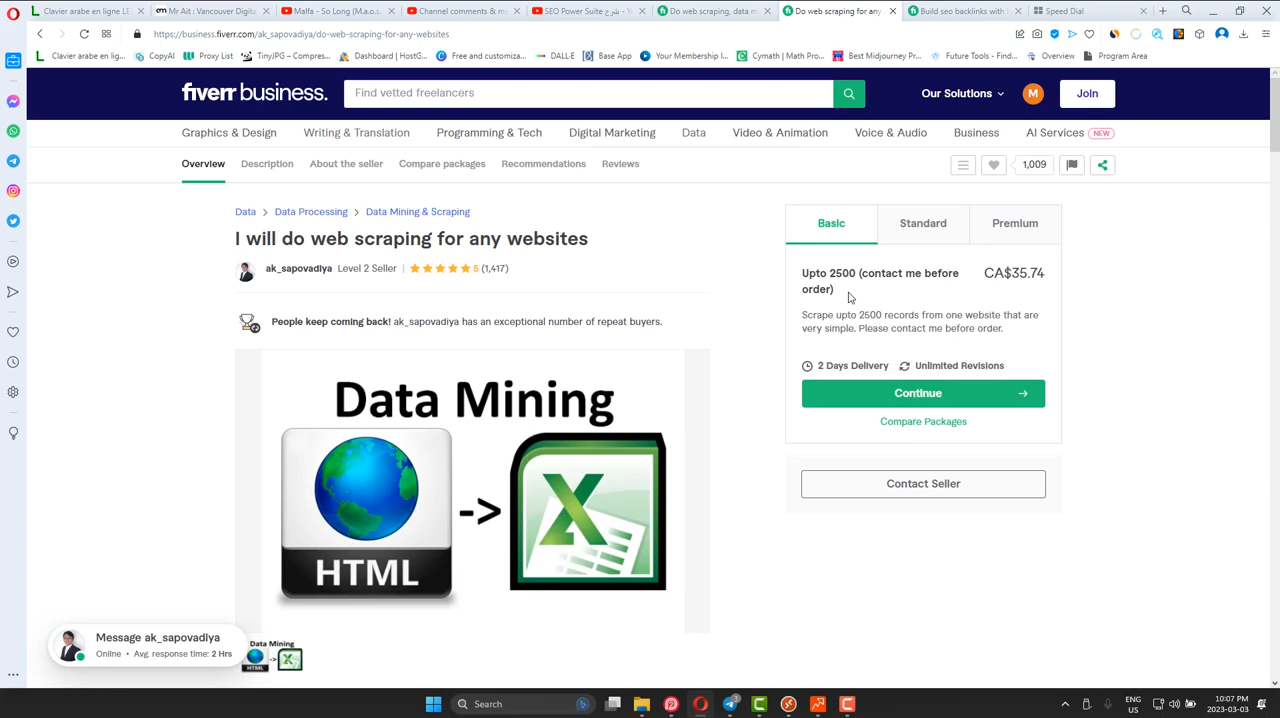 Clavier arabe en ligne LE
Mr Ait : Vancouver Digita
Malfa - So Long (M.a.o.s.
Channel comments & me
SEO Power Suite شرح - Yo
Do web scraping, data m
Do web scraping for any w
Build seo backlinks with h
Speed Dial
https://business.fiverr.com/ak_sapovadiya/do-web-scraping-for-any-websites
Clavier arabe en lig...
CopyAI
Proxy List
TinyJPG – Compres...
Dashboard | HostG...
Free and customiza...
DALL·E
Base App
Your Membership I...
Cymath | Math Pro...
Best Midjourney Pr...
Future Tools - Find...
Overview
Program Area
fiverr business.
Find vetted freelancers
Our Solutions
M
Join
Graphics & Design
Writing & Translation
Programming & Tech
Digital Marketing
Data
Video & Animation
Voice & Audio
Business
AI Services NEW
Overview
Description
About the seller
Compare packages
Recommendations
Reviews
1,009
Data > Data Processing > Data Mining & Scraping
I will do web scraping for any websites
ak_sapovadiya Level 2 Seller | 5 (1,417)
People keep coming back! ak_sapovadiya has an exceptional number of repeat buyers.
Data Mining
HTML
->
X
Basic
Standard
Premium
Upto 2500 (contact me before order)
CA$35.74
Scrape upto 2500 records from one website that are
very simple. Please contact me before order.
2 Days Delivery
Unlimited Revisions
Continue
Compare Packages
Contact Seller
Message ak_sapovadiya
Online • Avg. response time: 2 Hrs
Data Mining
HTML
Search
3
ENG
US
10:07 PM
2023-03-03